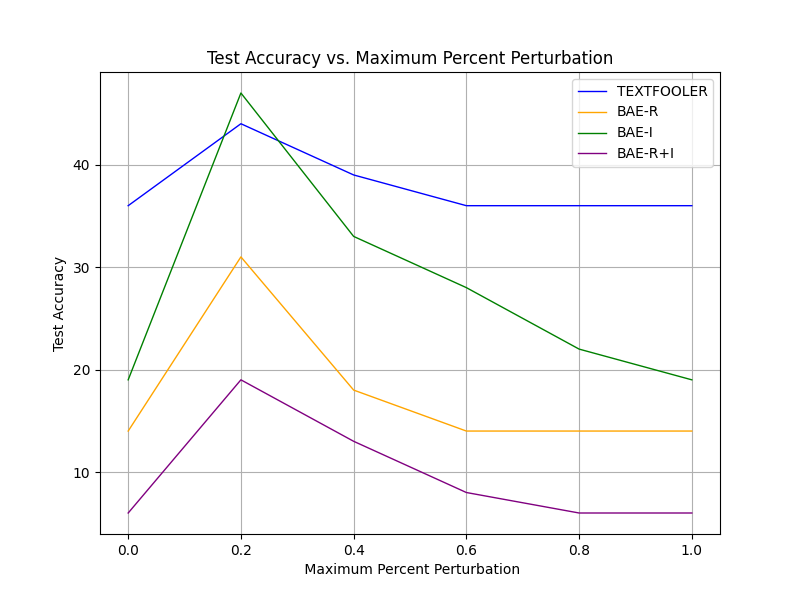 Test Accuracy vs. Maximum Percent Perturbation
TEXTFOOLER
BAE-R
BAE-I
BAE-R+I
Test Accuracy
40
30
20
10
0.0 0.2 0.4 0.6 0.8 1.0
Maximum Percent Perturbation